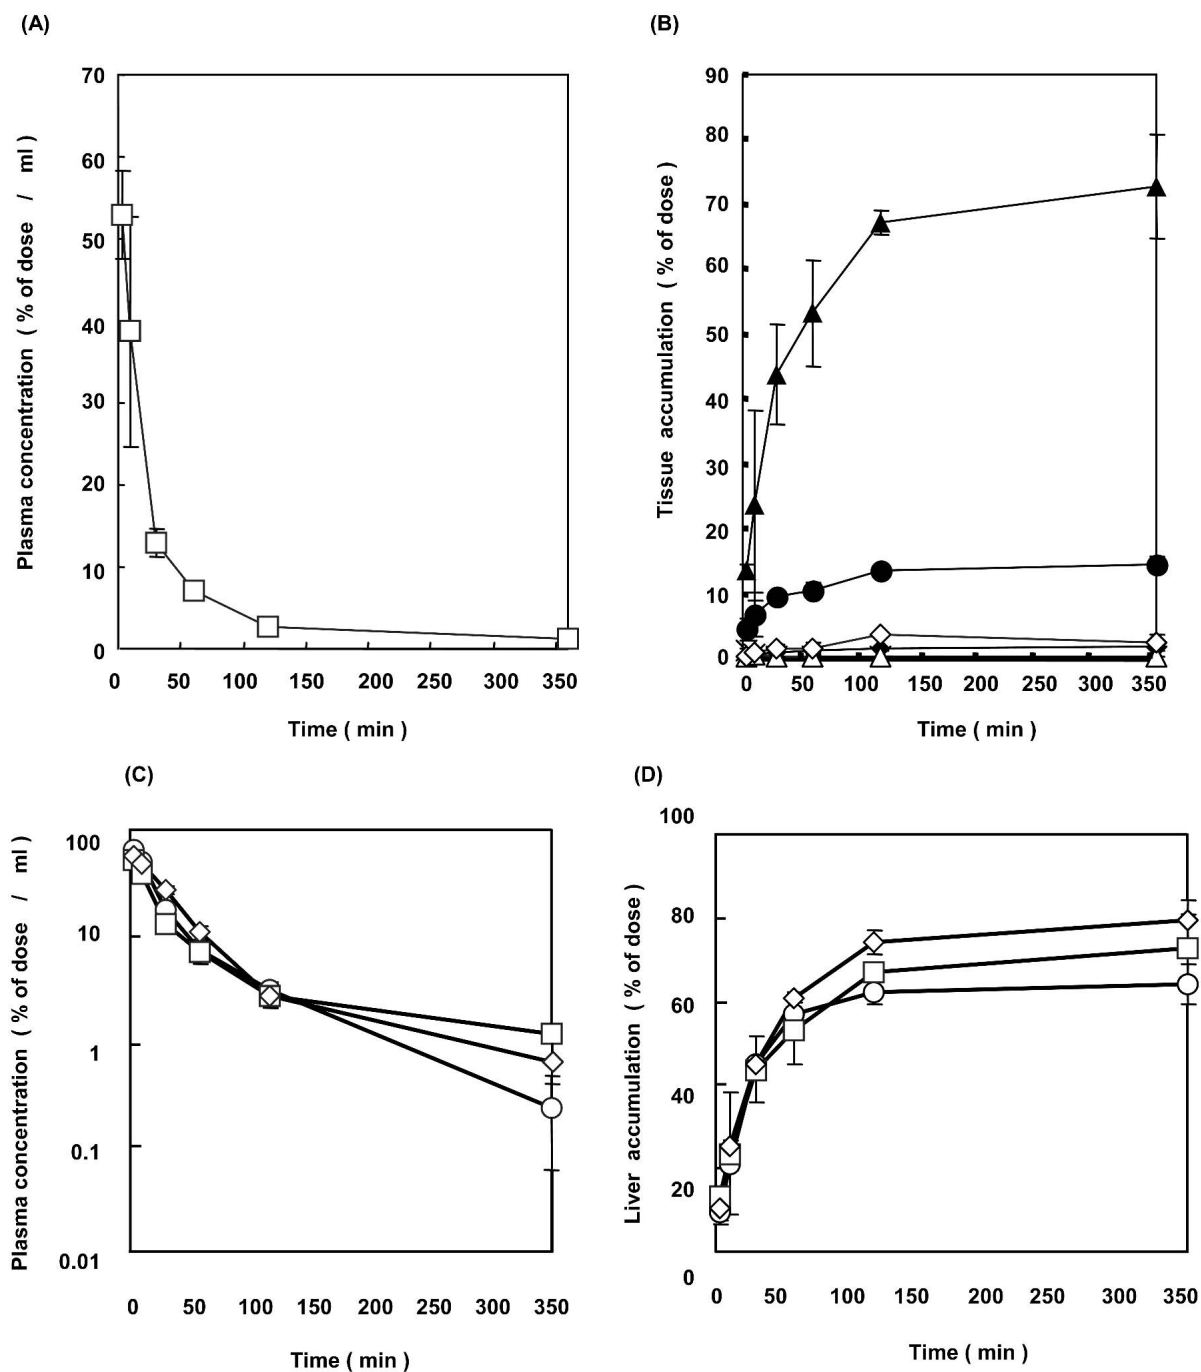 (A)
(B)
Plasma concentration ( % of dose / ml )
70
60
50
40
30
20
10
0
0 50 100 150 200 250 300 350
Time ( min )
Tissue accumulation ( % of dose )
90
80
70
60
50
40
30
20
10
0
0 50 100 150 200 250 300 350
Time ( min )
(C)
(D)
Plasma concentration ( % of dose / ml )
100
10
1
0.1
0.01
0 50 100 150 200 250 300 350
Time ( min )
Liver accumulation ( % of dose )
100
80
60
40
20
0
0 50 100 150 200 250 300 350
Time ( min )